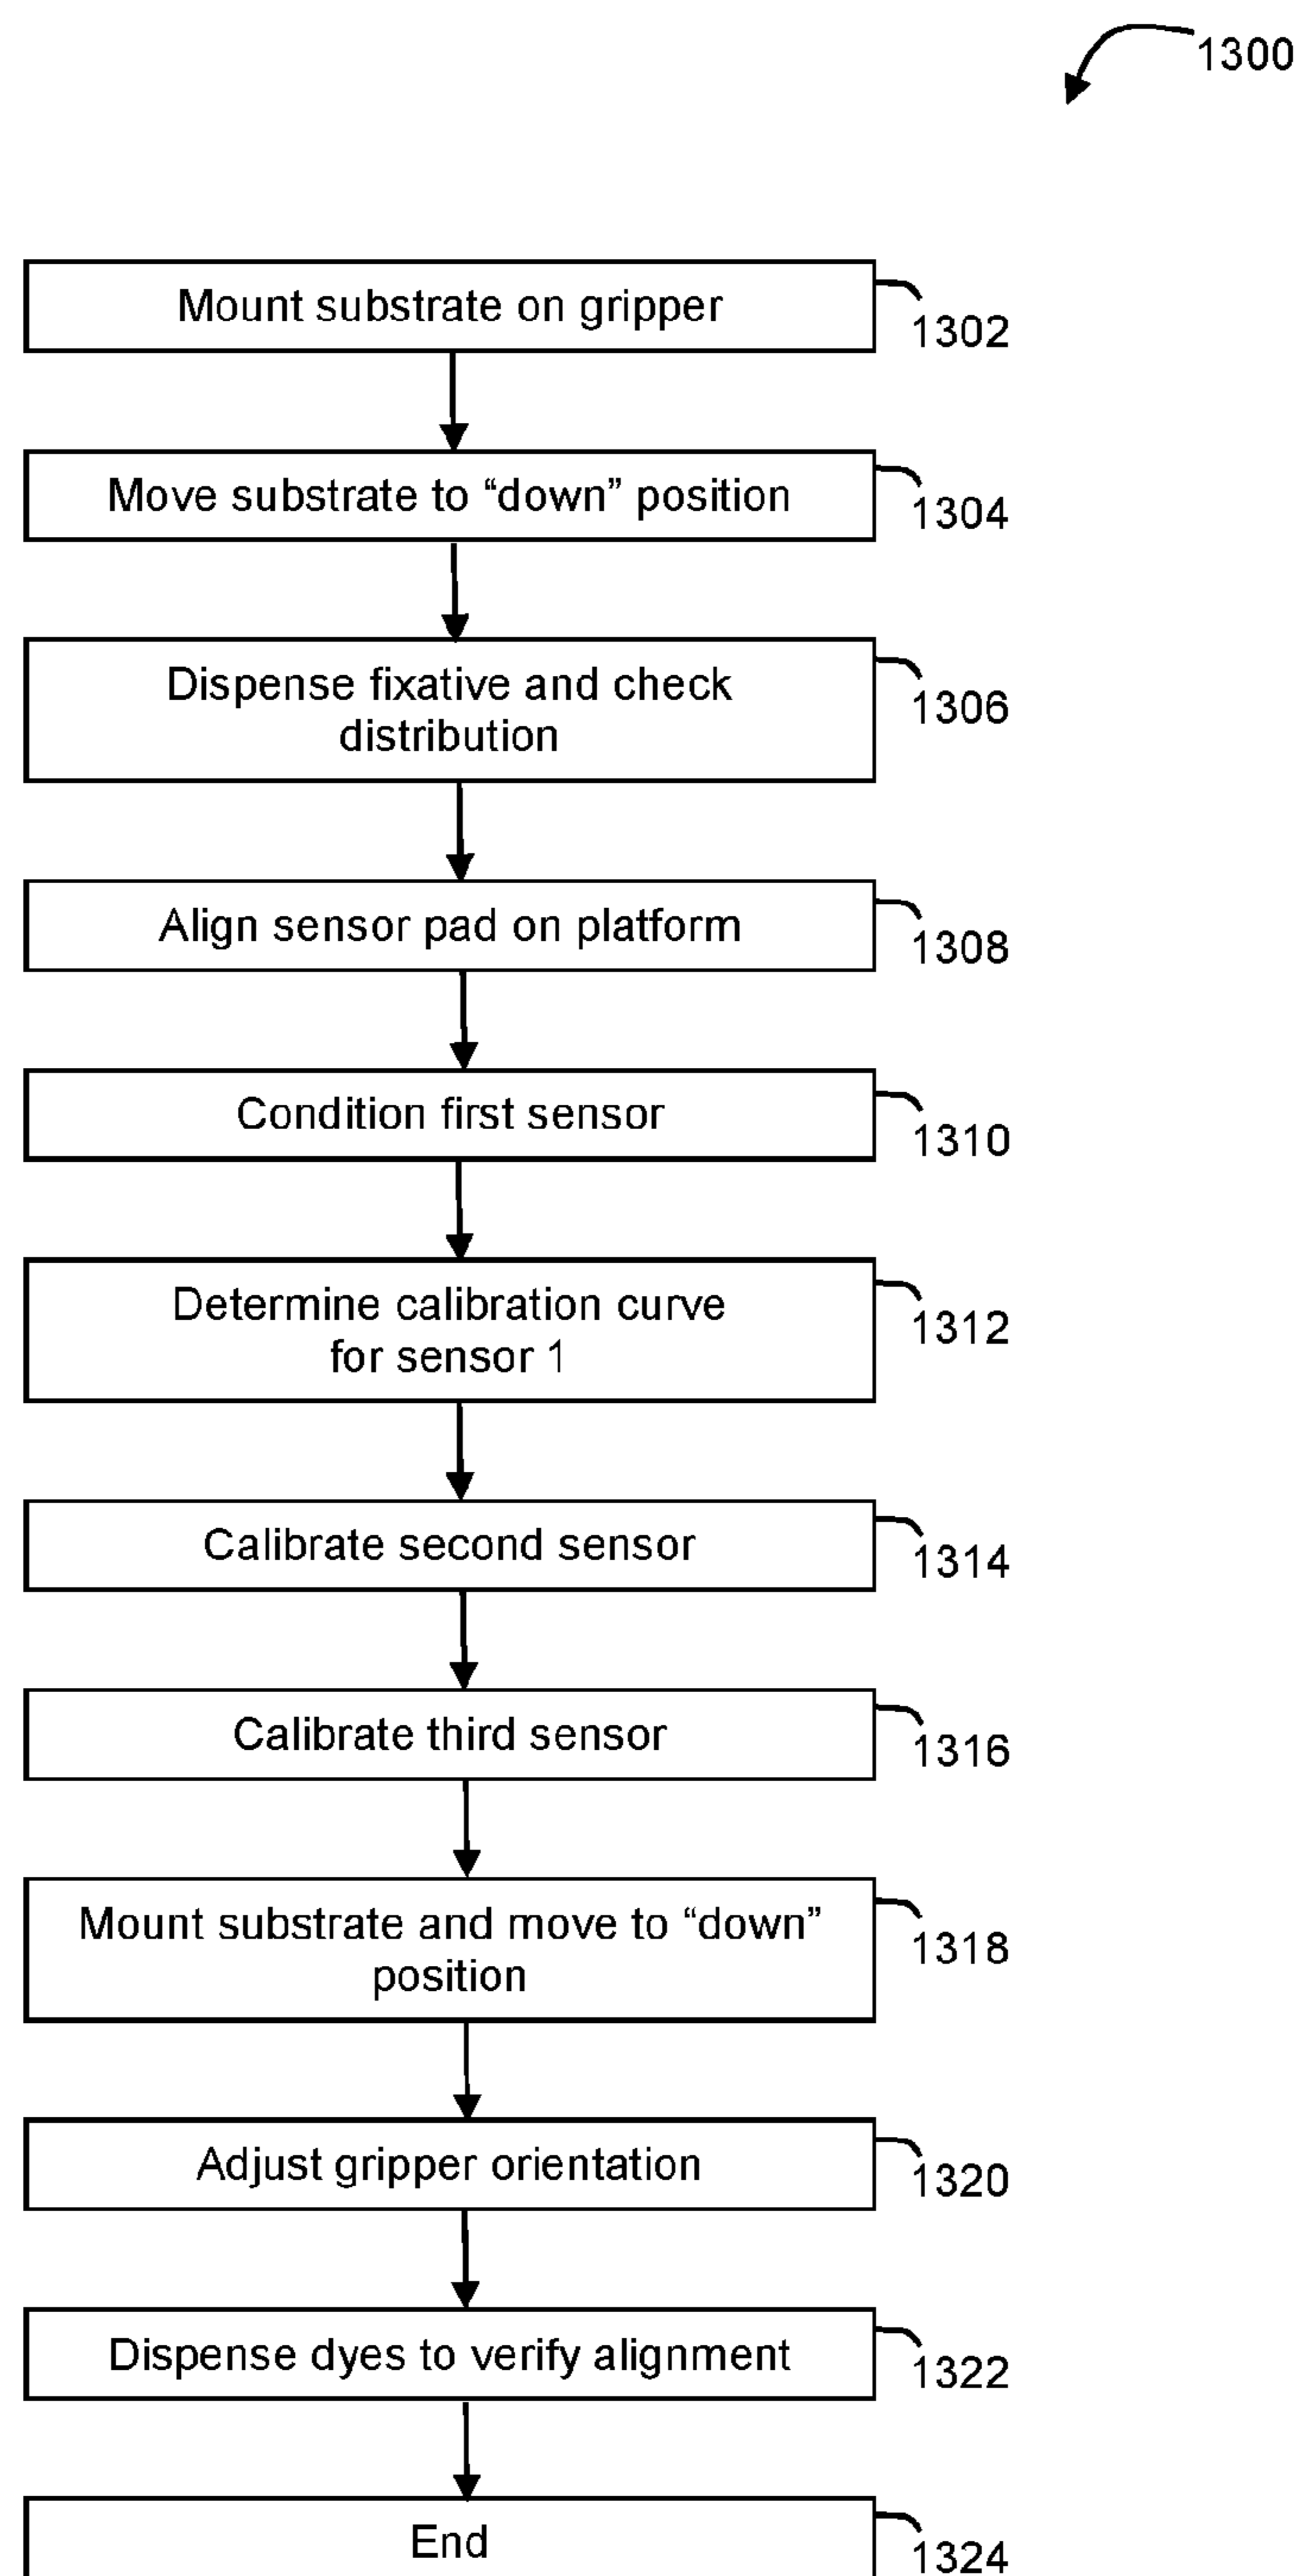 1300
Mount substrate on gripper
1302
Move substrate to “down” position
1304
Dispense fixative and check
distribution
1306
Align sensor pad on platform
1308
Condition first sensor
1310
Determine calibration curve
for sensor 1
1312
Calibrate second sensor
1314
Calibrate third sensor
1316
Mount substrate and move to “down”
position
1318
Adjust gripper orientation
1320
Dispense dyes to verify alignment
1322
End
1324